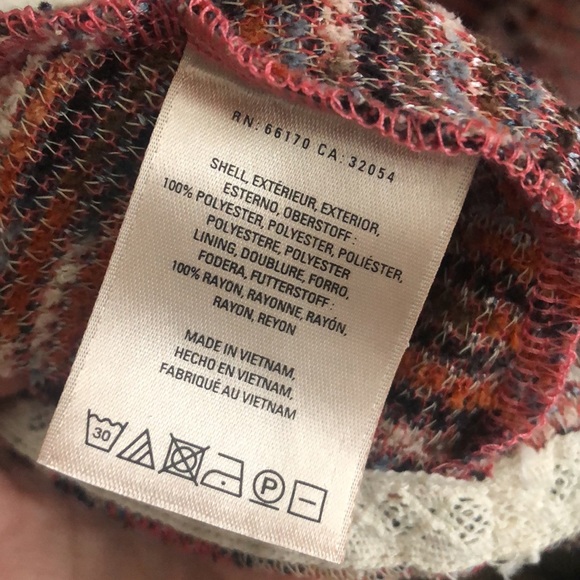 RN: 66170 CA: 32054
SHELL, EXTÉRIEUR, EXTERIOR,
ESTERNO, OBERSTOFF:
100% POLYESTER, POLYESTER, POLIÉSTER,
POLYESTERE, POLYESTER
LINING, DOUBLURE, FORRO,
FODERA, FUTTERSTOFF:
100% RAYON, RAYONNE, RAYÓN,
RAYON, REYON
MADE IN VIETNAM,
HECHO EN VIETNAM,
FABRIQUÉ AU VIETNAM
30 P